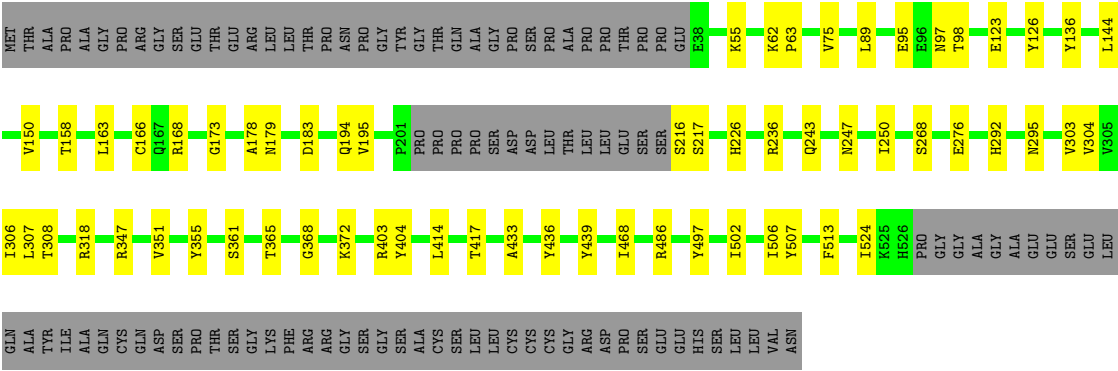 MET THR ALA PRO ALA GLY PRO ARG GLY SER GLU THR GLU ARG LEU LEU THR PRO ASN PRO GLY TYR GLY THR GLN ALA GLY PRO SER PRO ALA PRO PRO THR PRO PRO GLU E38 K55 K62 P63 V75 L89 E95 E96 N97 T98 E123 Y126 Y136 L144
V150 T158 L163 C166 Q167 R168 G173 A178 N179 D183 Q194 V195 P201 PRO PRO PRO PRO SER ASP ASP LEU THR LEU LEU GLU SER SER S216 S217 H226 R236 Q243 N247 I250 S268 E276 H292 N295 V303 V304 V305
I306 L307 T308 R318 R347 V351 Y355 S361 T365 G368 K372 R403 Y404 L414 T417 A433 Y436 Y439 I468 R486 Y497 I502 I506 Y507 F513 I524 K525 H526 PRO GLY GLY ALA GLY ALA GLU GLU SER GLU LEU
GLN ALA TYR ILE ALA GLN CYS GLN ASP SER PRO THR SER GLY LYS PHE ARG ARG GLY SER GLY SER ALA CYS SER LEU LEU CYS CYS CYS GLY ARG ASP PRO SER GLU GLU HIS SER LEU LEU VAL ASN